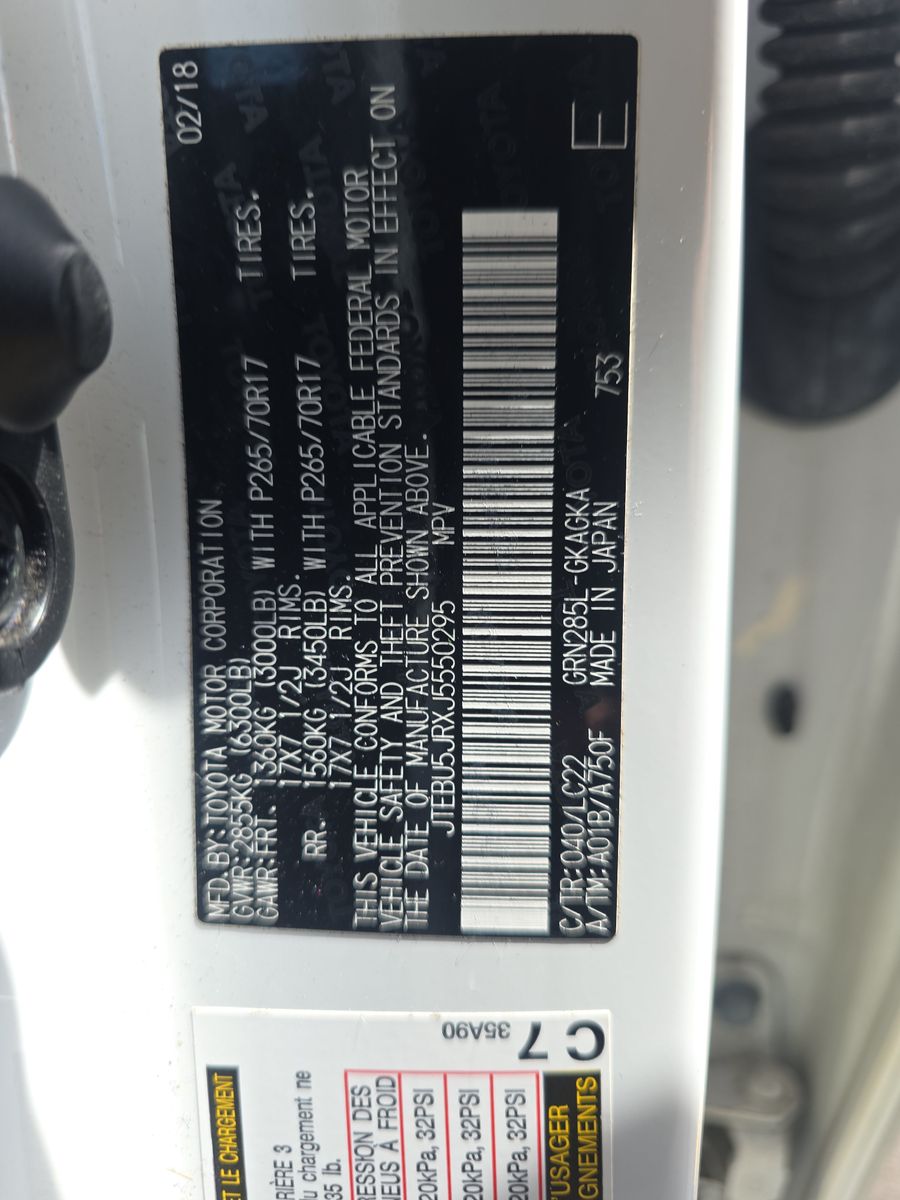 02/18
MFD.BY:TOYOTA MOTOR CORPORATION
GVWR:2855KG (6300LB)
GAWR:FRT. 1360KG (3000LB) WITH P265/70R17 TIRES.
17X7 1/2J RIMS.
RR. 1560KG (3450LB) WITH P265/70R17 TIRES.
17X7 1/2J RIMS.
THIS VEHICLE CONFORMS TO ALL APPLICABLE FEDERAL MOTOR
VEHICLE SAFETY AND THEFT PREVENTION STANDARDS IN EFFECT ON
THE DATE OF MANUFACTURE SHOWN ABOVE.
JTEBU5JRXJ5550295 MPV
C/TR:040/LC22 GRN285L-GKAGKA
A/TM:A01B/A750F MADE IN JAPAN 753
E
ET LE CHARGEMENT
RIÈRE 3
du chargement ne
35 lb.
ESSION DES
NEUS À FROID
20kPa, 32PSI
20kPa, 32PSI
20kPa, 32PSI
L'USAGER
GNEMENTS
35A90
C 7